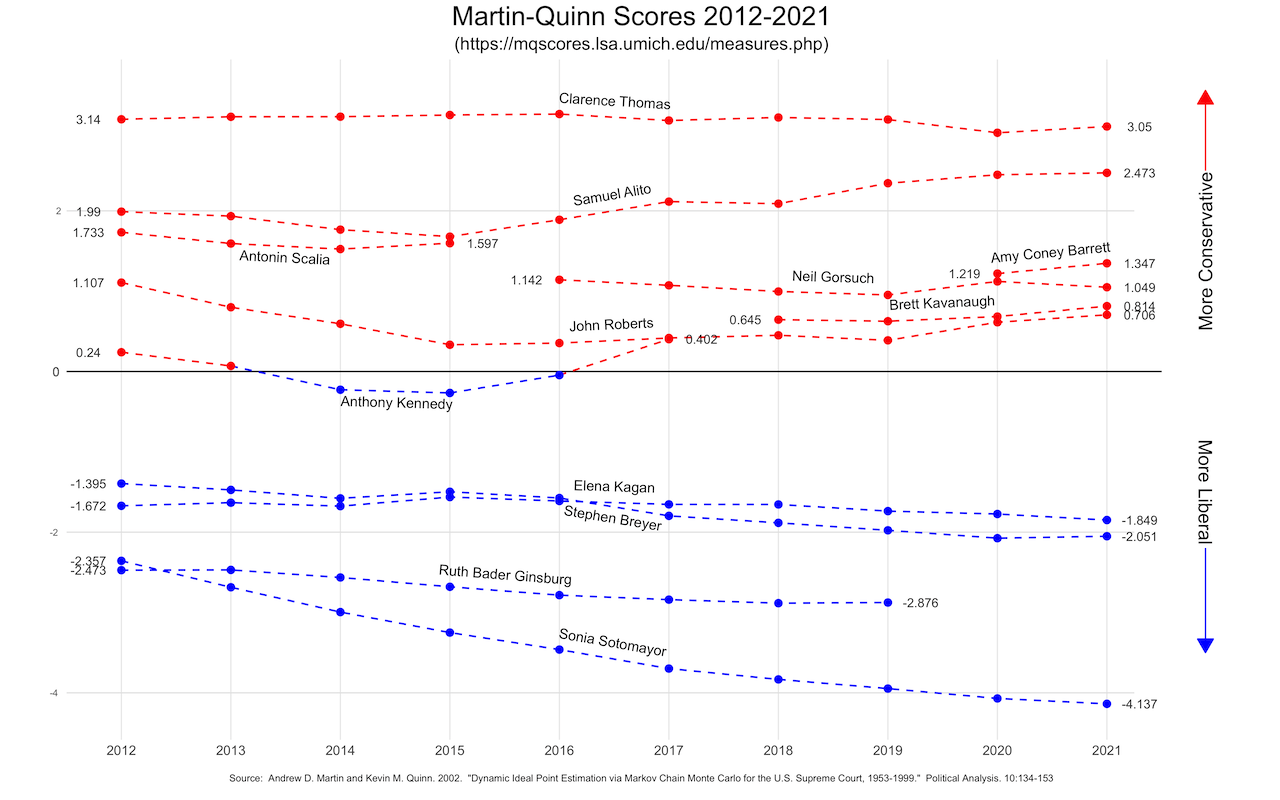 Martin-Quinn Scores 2012-2021
(https://mqscores.lsa.umich.edu/measures.php)
Clarence Thomas
3.14
3.05
More Conservative
2.473
Samuel Alito
2
1.99
1.733
1.597
Antonin Scalia
Amy Coney Barrett
1.347
1.219
Neil Gorsuch
1.142
1.107
1.049
Brett Kavanaugh
0.814
0.706
0.645
John Roberts
0.402
0.24
0
Anthony Kennedy
More Liberal
-1.395
Elena Kagan
-1.672
Stephen Breyer
-1.849
-2
-2.051
-2.357
-2.473
Ruth Bader Ginsburg
-2.876
Sonia Sotomayor
-4
-4.137
2012 2013 2014 2015 2016 2017 2018 2019 2020 2021
Source: Andrew D. Martin and Kevin M. Quinn. 2002. "Dynamic Ideal Point Estimation via Markov Chain Monte Carlo for the U.S. Supreme Court, 1953-1999." Political Analysis. 10:134-153